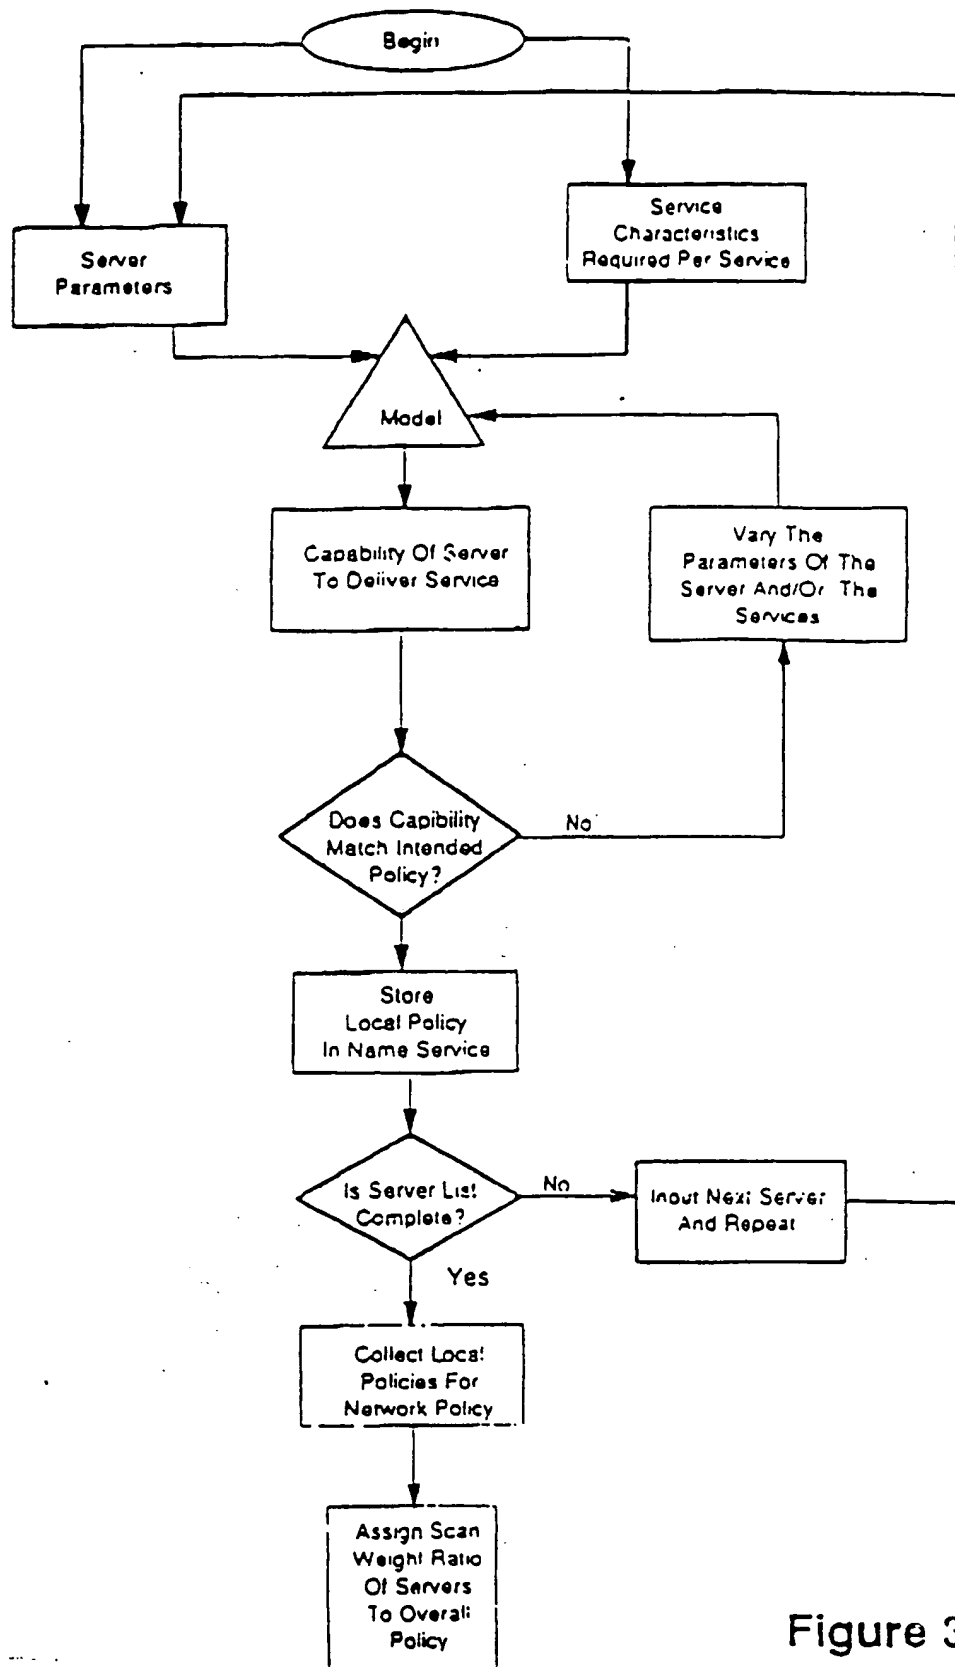 Begin
Service
Characteristics
Required Per Service
Server
Parameters
Model
Capability Of Server
To Deliver Service
Vary The
Parameters Of The
Server And/Or The
Services
Does Capibility
Match Intended
Policy?
No
Store
Local Policy
In Name Service
Is Server List
Complete?
No
Input Next Server
And Repeat
Yes
Collect Local
Policies For
Network Policy
Assign Scan
Weight Ratio
Of Servers
To Overall
Policy
Figure 3